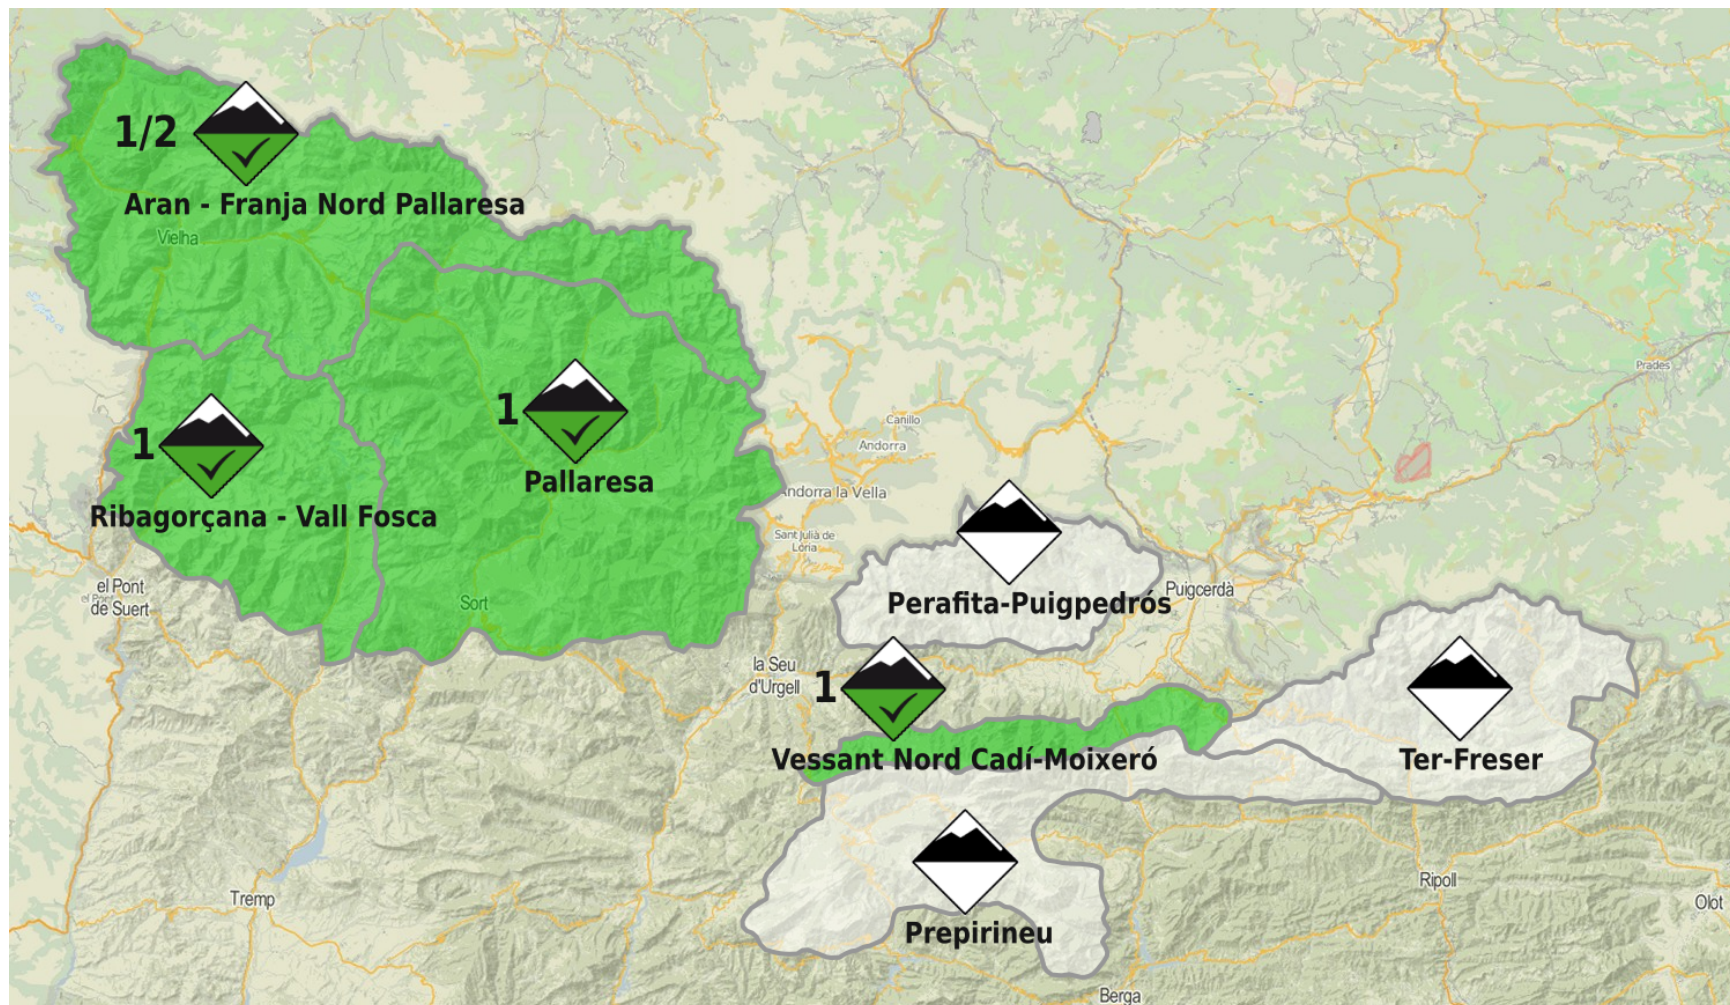 1/2
Aran - Franja Nord Pallaresa
Vielha
Prades
1
Canillo
1
Andorra
Pallaresa
Andorra la Vella
Ribagorçana - Vall Fosca
Sant Julià de
Lòria
el Pont
de Suert
Sort
Perafita-Puigpedrós
Puigcerdà
la Seu
d'Urgell
1
Vessant Nord Cadí-Moixeró
Ter-Freser
Tremp
Ripoll
Olot
Prepirineu
Berga